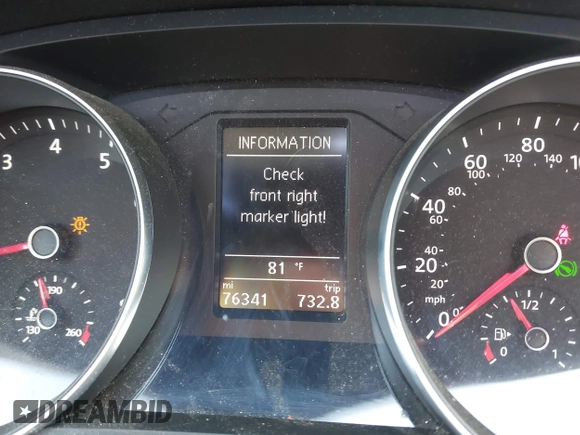 INFORMATION
Check
front right
marker light!
81 °F
mi trip
76341 732.8
3 4 5
130 190 260
0 20 40 60 80
20 40 60 80 100 120 140
mph
0 1/2 1
DREAMBID